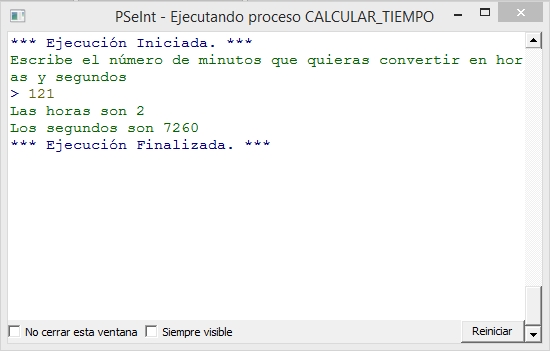 PSeInt - Ejecutando proceso CALCULAR_TIEMPO
*** Ejecución Iniciada. ***
Escribe el número de minutos que quieras convertir en hor
as y segundos
> 121
Las horas son 2
Los segundos son 7260
*** Ejecución Finalizada. ***
No cerrar esta ventana Siempre visible Reiniciar